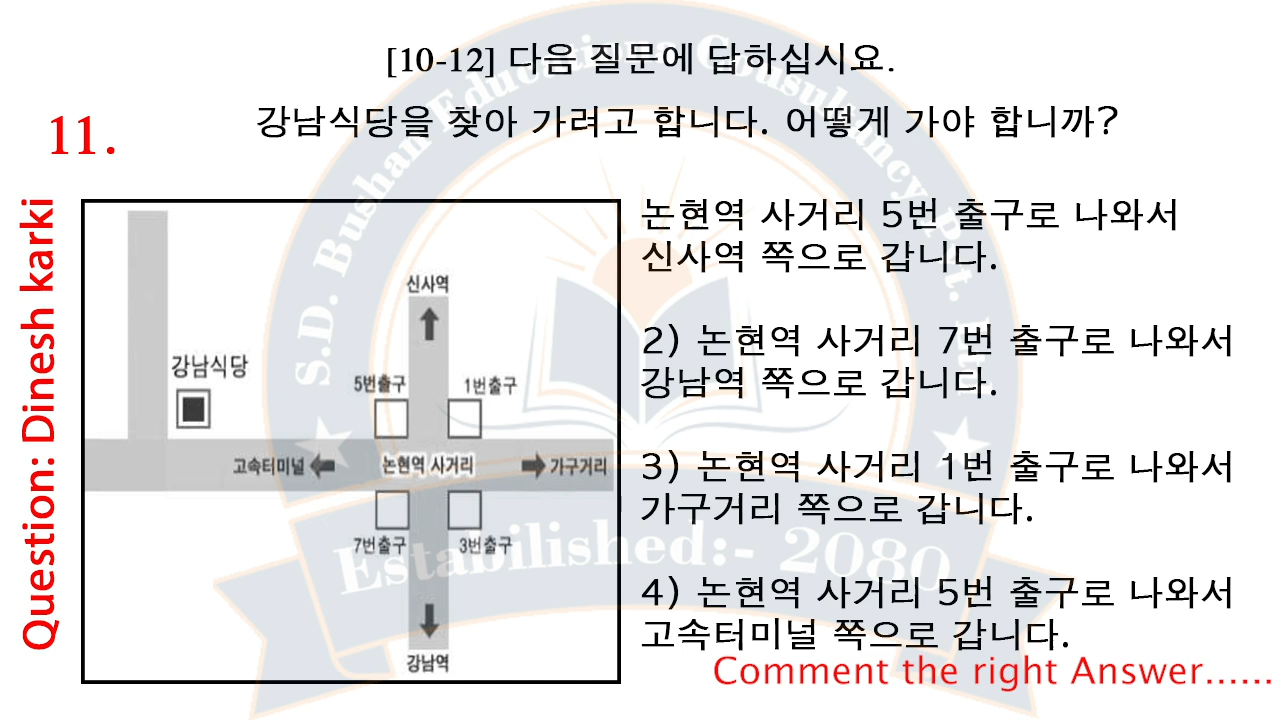 [10-12] 다음 질문에 답하십시요.
11.
강남식당을 찾아 가려고 합니다. 어떻게 가야 합니까?
Question: Dinesh karki
신사역
강남식당
5번출구
1번출구
고속터미널
논현역 사거리
가구거리
7번출구
3번출구
강남역
논현역 사거리 5번 출구로 나와서
신사역 쪽으로 갑니다.
2) 논현역 사거리 7번 출구로 나와서
강남역 쪽으로 갑니다.
3) 논현역 사거리 1번 출구로 나와서
가구거리 쪽으로 갑니다.
4) 논현역 사거리 5번 출구로 나와서
고속터미널 쪽으로 갑니다.
Comment the right Answer......
S.D. Bushan Educational Consultancy Pvt.
Established:- 2080